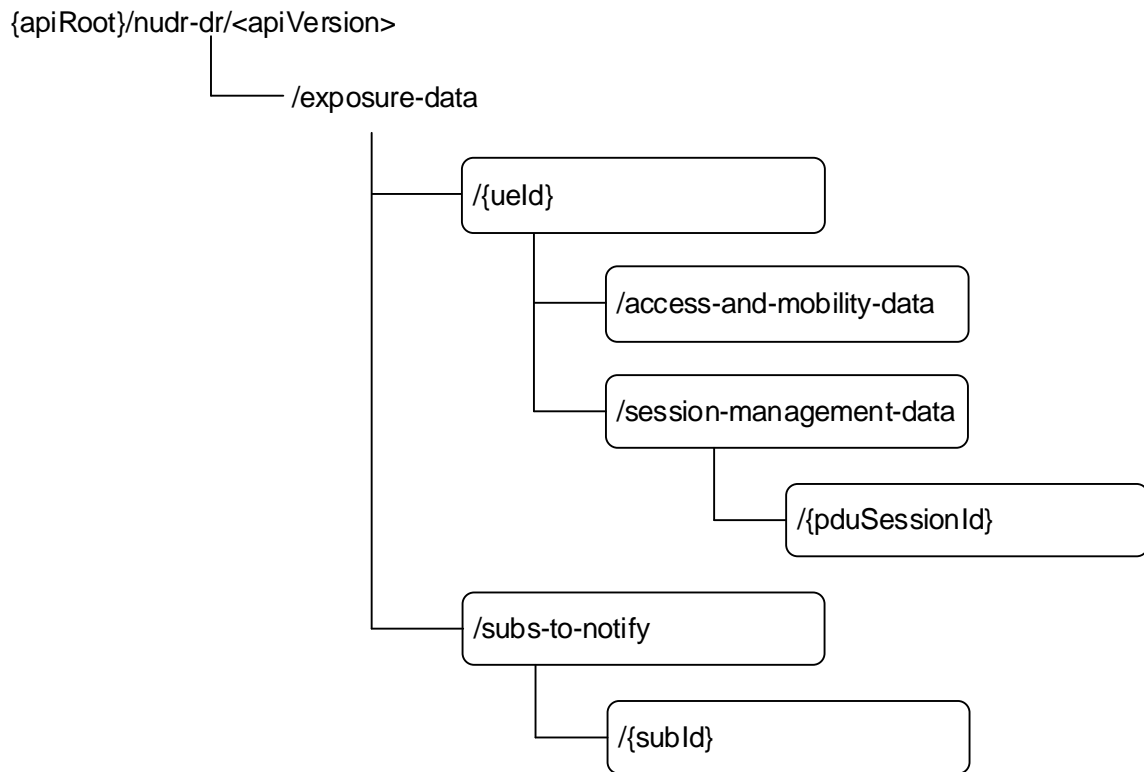 {apiRoot}/nudr-dr/<apiVersion>
/exposure-data
/{ueId}
/access-and-mobility-data
/session-management-data
/{pduSessionId}
/subs-to-notify
/{subId}